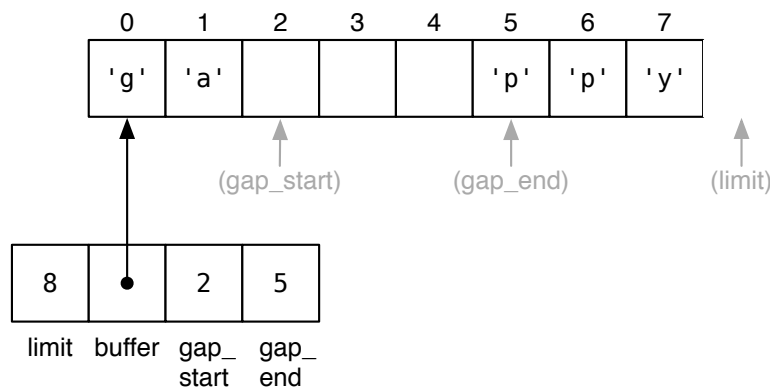 0 1 2 3 4 5 6 7
'g' 'a' 'p' 'p' 'y'
(gap_start) (gap_end) (limit)
8 2 5
limit buffer gap_ gap_
start end